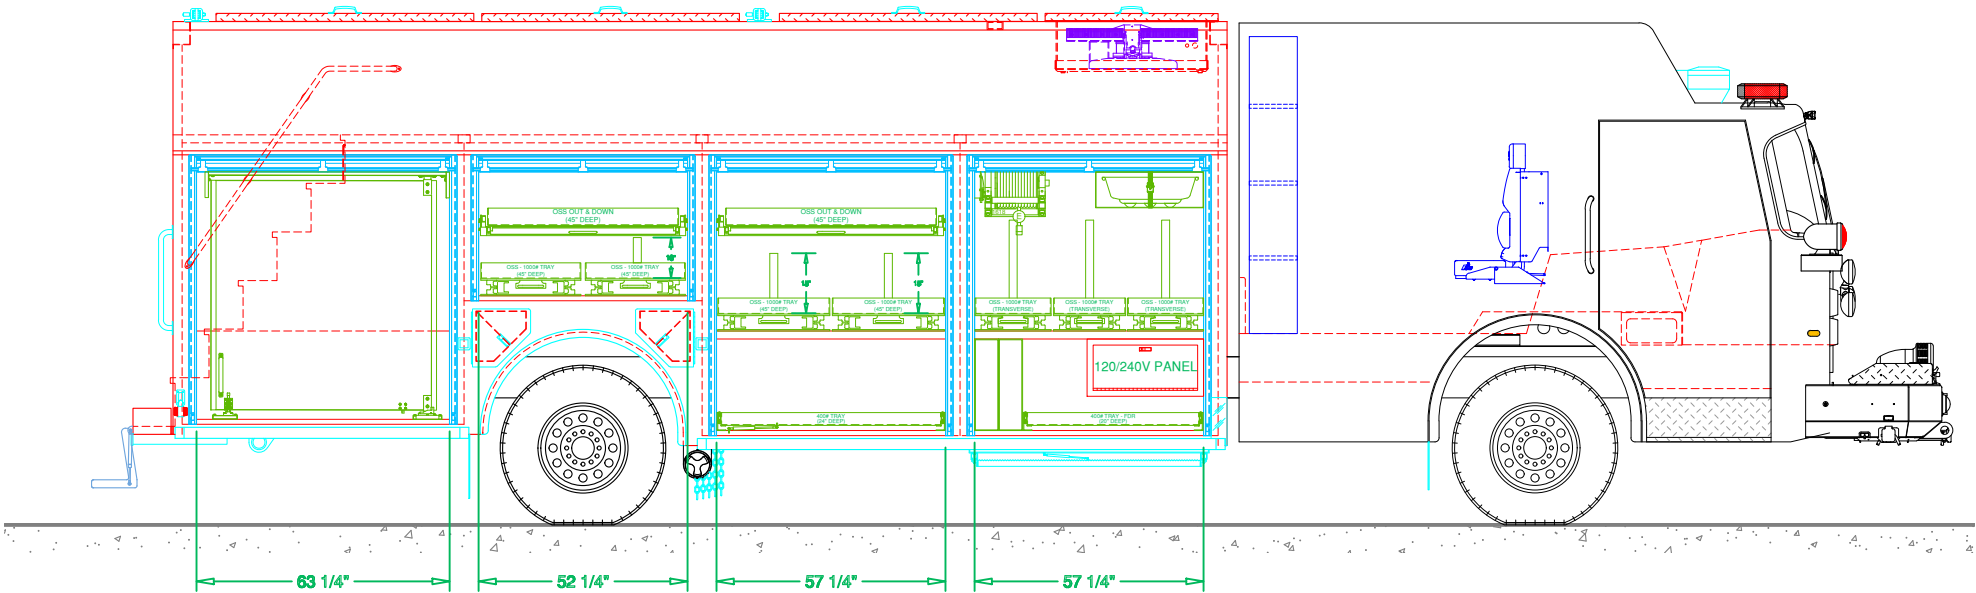 OSS OUT & DOWN
(45" DEEP)
OSS OUT & DOWN
(45" DEEP)
OSS - 1000# TRAY
(45" DEEP)
OSS - 1000# TRAY
(45" DEEP)
OSS - 1000# TRAY
(45" DEEP)
OSS - 1000# TRAY
(45" DEEP)
OSS - 1000# TRAY
(TRANSVERSE)
OSS - 1000# TRAY
(TRANSVERSE)
OSS - 1000# TRAY
(TRANSVERSE)
E
120/240V PANEL
400# TRAY
(24" DEEP)
400# TRAY - FDR
63 1/4"
52 1/4"
57 1/4"
57 1/4"